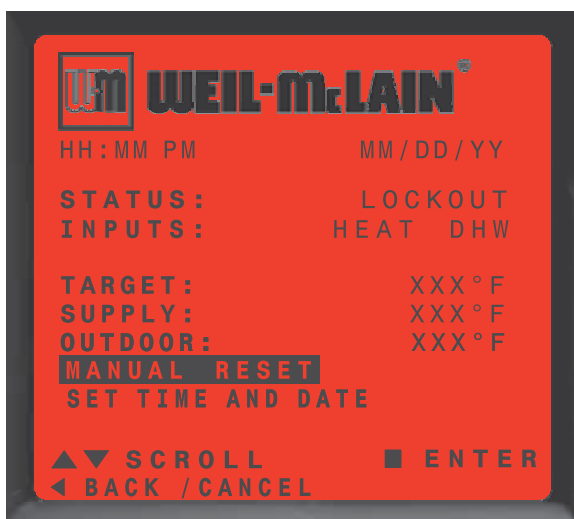 WM WEIL-McLAIN®
HH:MM PM MM/DD/YY
STATUS: LOCKOUT
INPUTS: HEAT DHW
TARGET: XXX°F
SUPPLY: XXX°F
OUTDOOR: XXX°F
MANUAL RESET
SET TIME AND DATE
▲▼ SCROLL ■ ENTER
◀ BACK /CANCEL